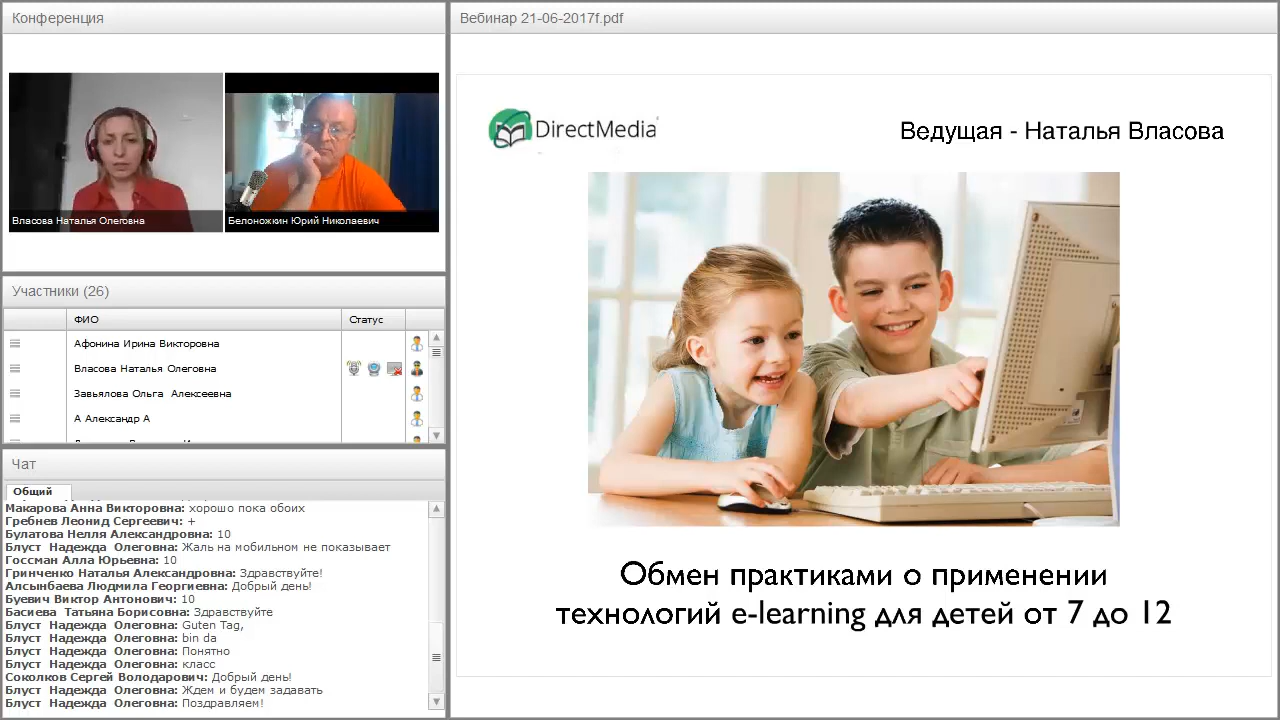 Конференция
Власова Наталья Олеговна
Белоножкин Юрий Николаевич
Участники (26)
ФИО
Статус
Афонина Ирина Викторовна
Власова Наталья Олеговна
Завьялова Ольга Алексеевна
А Александр А
Чат
Общий
Макарова Анна Викторовна: хорошо пока обоих
Гребнев Леонид Сергеевич: +
Булатова Нелля Александровна: 10
Блуст Надежда Олеговна: Жаль на мобильном не показывает
Госсман Алла Юрьевна: 10
Гринченко Наталья Александровна: Здравствуйте!
Алсынбаева Людмила Георгиевна: Добрый день!
Буевич Виктор Антонович: 10
Басиева Татьяна Борисовна: Здравствуйте
Блуст Надежда Олеговна: Guten Tag,
Блуст Надежда Олеговна: bin da
Блуст Надежда Олеговна: Понятно
Блуст Надежда Олеговна: класс
Соколков Сергей Володарович: Добрый день!
Блуст Надежда Олеговна: Ждем и будем задавать
Блуст Надежда Олеговна: Поздравляем!
Вебинар 21-06-2017f.pdf
DirectMedia
Ведущая - Наталья Власова
Обмен практиками о применении
технологий e-learning для детей от 7 до 12